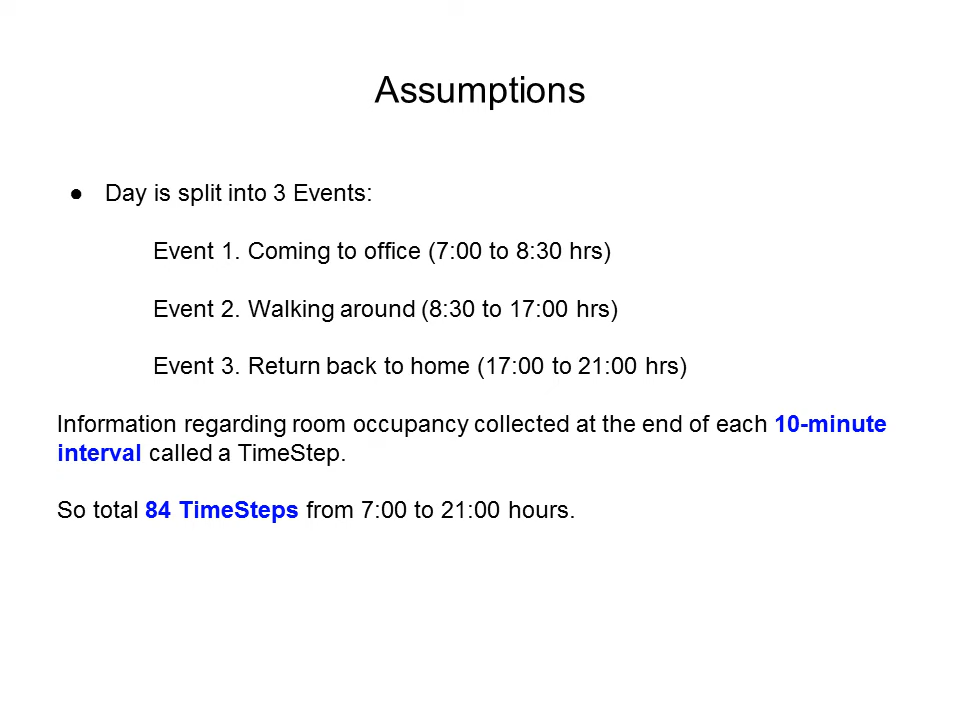 Assumptions
● Day is split into 3 Events:
Event 1. Coming to office (7:00 to 8:30 hrs)
Event 2. Walking around (8:30 to 17:00 hrs)
Event 3. Return back to home (17:00 to 21:00 hrs)
Information regarding room occupancy collected at the end of each 10-minute
interval called a TimeStep.
So total 84 TimeSteps from 7:00 to 21:00 hours.